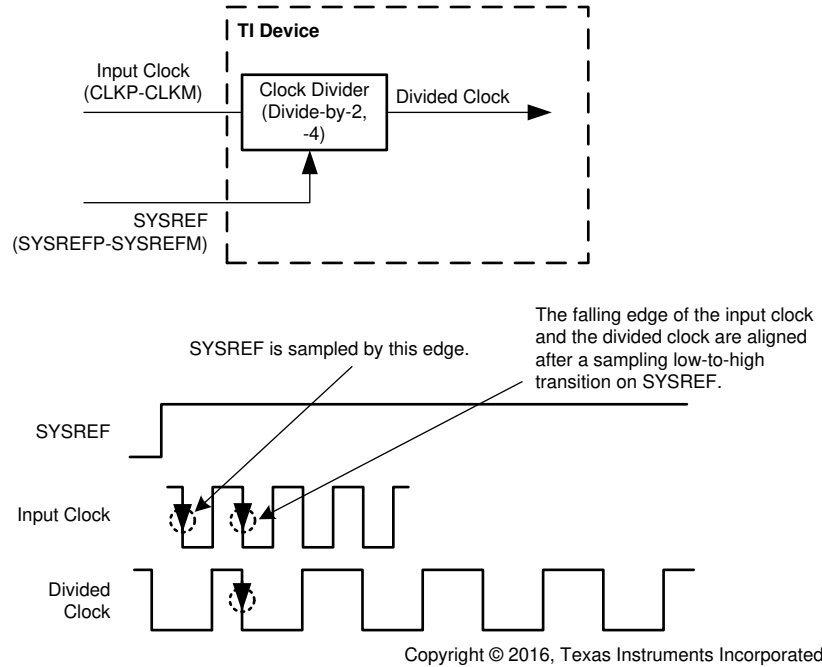 TI Device
Input Clock
(CLKP-CLKM)
Clock Divider
(Divide-by-2,
-4)
Divided Clock
SYSREF
(SYSREFP-SYSREFM)
The falling edge of the input clock
and the divided clock are aligned
after a sampling low-to-high
transition on SYSREF.
SYSREF is sampled by this edge.
SYSREF
Input Clock
Divided
Clock
Copyright © 2016, Texas Instruments Incorporated